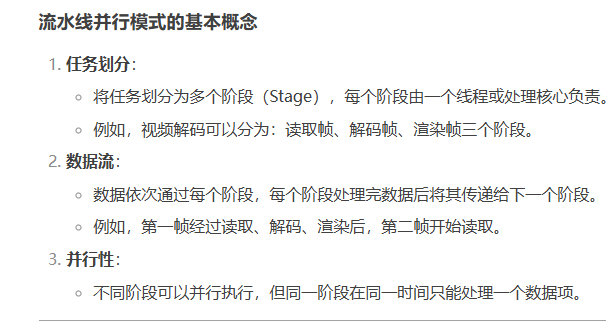 流水线并行模式的基本概念
1. 任务划分：
将任务划分为多个阶段（Stage），每个阶段由一个线程或处理核心负责。
例如，视频解码可以分为：读取帧、解码帧、渲染帧三个阶段。
2. 数据流：
数据依次通过每个阶段，每个阶段处理完数据后将其传递给下一个阶段。
例如，第一帧经过读取、解码、渲染后，第二帧开始读取。
3. 并行性：
不同阶段可以并行执行，但同一阶段在同一时间只能处理一个数据项。